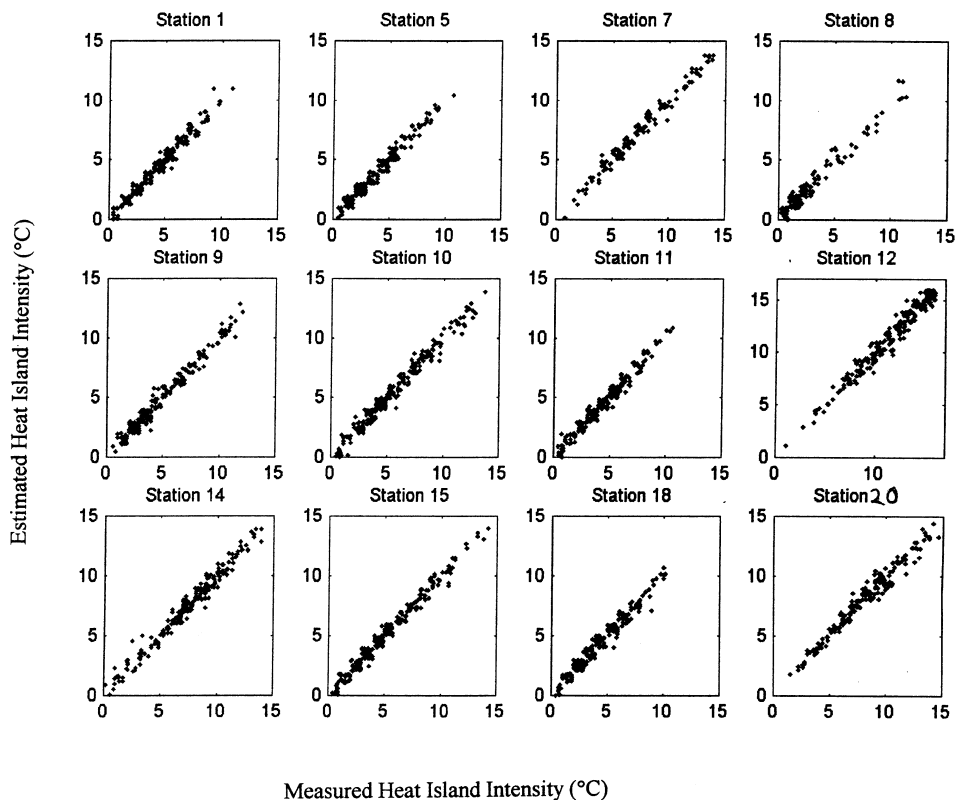 Station 1 Station 5 Station 7 Station 8
15 15 15 15
10 10 10 10
5 5 5 5
0 0 0 0
0 5 10 15 0 5 10 15 0 5 10 15 0 5 10 15
Station 9 Station 10 Station 11 Station 12
15 15 15
15
10 10 10 10
5 5 5 5
0 0 0 0
0 5 10 15 0 5 10 15 0 5 10 15 0 10
Station 14 Station 15 Station 18 Station 20
15 15 15 15
10 10 10 10
5 5 5 5
0 0 0 0
0 5 10 15 0 5 10 15 0 5 10 15 0 5 10 15
Estimated Heat Island Intensity (°C)
Measured Heat Island Intensity (°C)